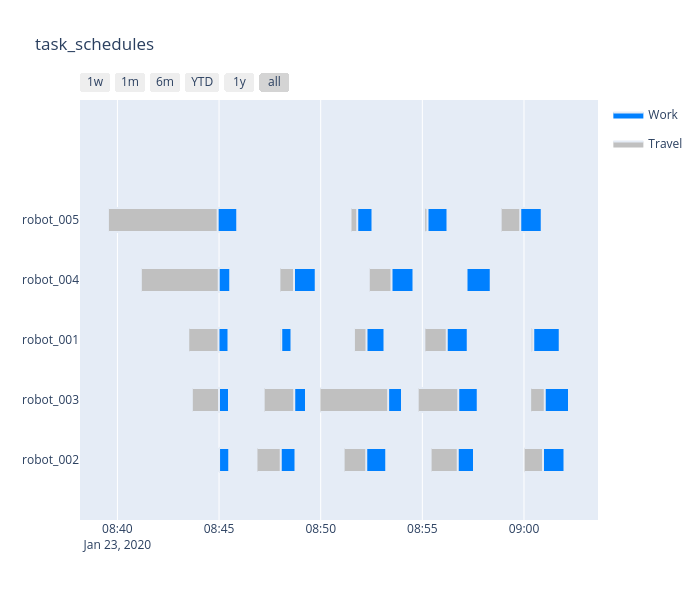 task_schedules
1w 1m 6m YTD 1y all
Work
Travel
robot_005
robot_004
robot_001
robot_003
robot_002
08:40 08:45 08:50 08:55 09:00
Jan 23, 2020